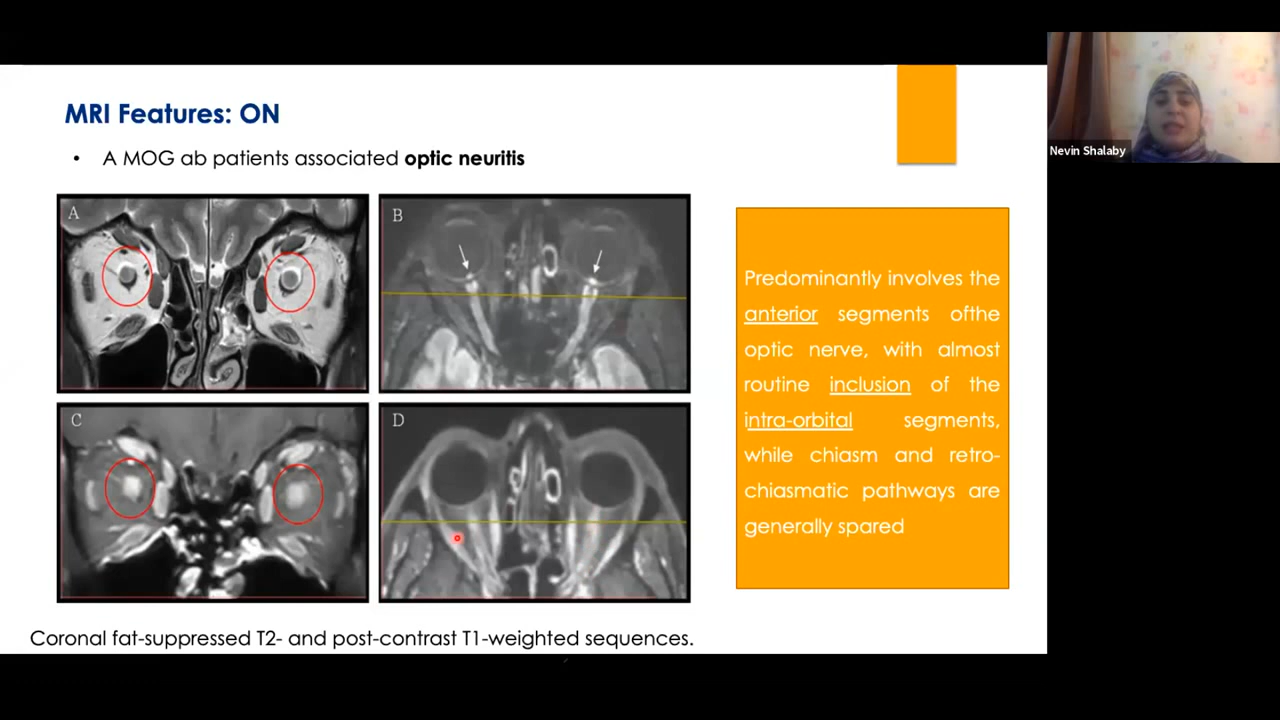 MRI Features: ON
• A MOG ab patients associated optic neuritis
A
B
C
D
Predominantly involves the
anterior segments ofthe
optic nerve, with almost
routine inclusion of the
intra-orbital segments,
while chiasm and retro-
chiasmatic pathways are
generally spared
Coronal fat-suppressed T2- and post-contrast T1-weighted sequences.
Nevin Shalaby